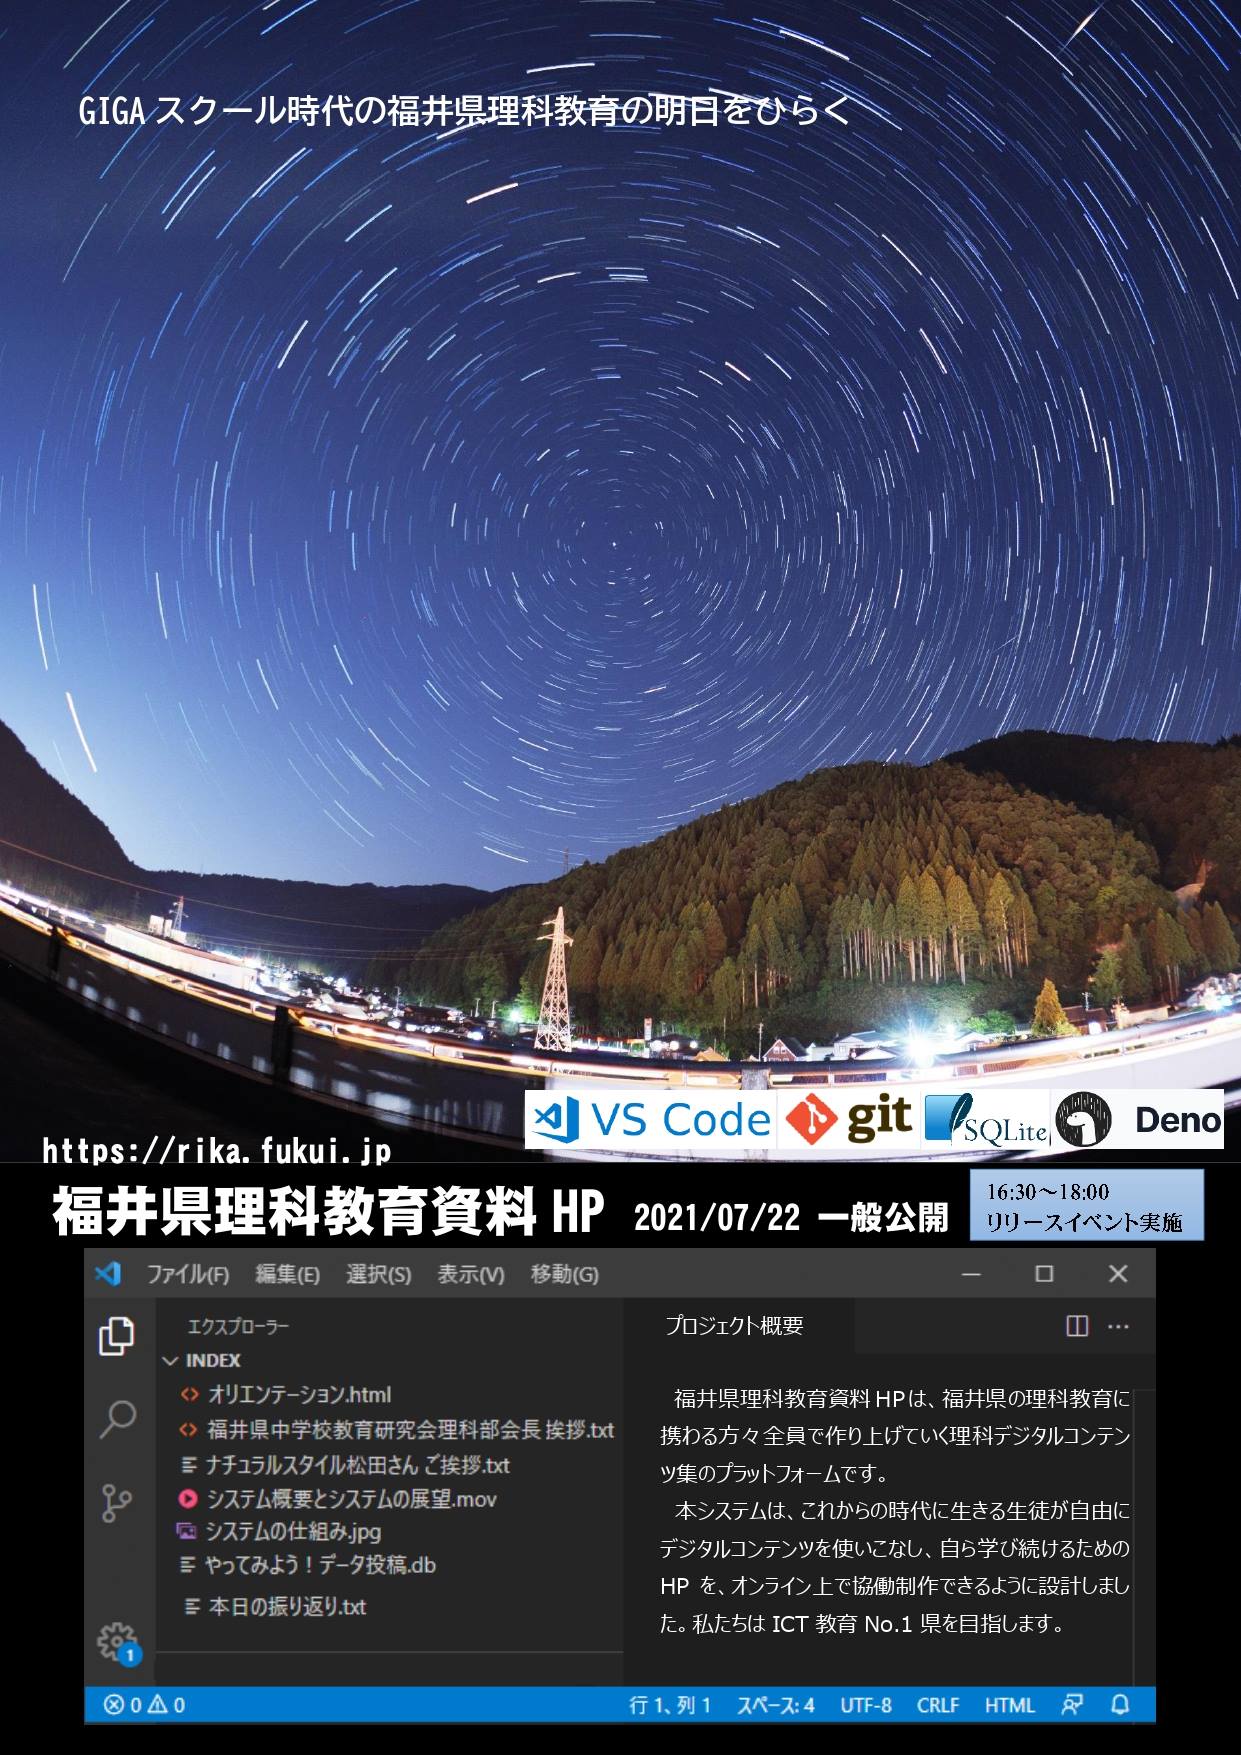 GIGAスクール時代の福井県理科教育の明日をひらく
VS Code git SQLite Deno
https://rika.fukui.jp
福井県理科教育資料HP 2021/07/22 一般公開
16:30～18:00
リリースイベント実施
ファイル(F) 編集(E) 選択(S) 表示(V) 移動(G)
エクスプローラー
INDEX
オリエンテーション.html
福井県中学校教育研究会理科部会長 挨拶.txt
ナチュラルスタイル松田さん ご挨拶.txt
システム概要とシステムの展望.mov
システムの仕組み.jpg
やってみよう！データ投稿.db
本日の振り返り.txt
1
プロジェクト概要
福井県理科教育資料HPは、福井県の理科教育に
携わる方々全員で作り上げていく理科デジタルコンテン
ツ集のプラットフォームです。
本システムは、これからの時代に生きる生徒が自由に
デジタルコンテンツを使いこなし、自ら学び続けるための
HP を、オンライン上で協働制作できるように設計しまし
た。私たちは ICT 教育 No.1 県を目指します。
0 0 行 1、列 1 スペース: 4 UTF-8 CRLF HTML